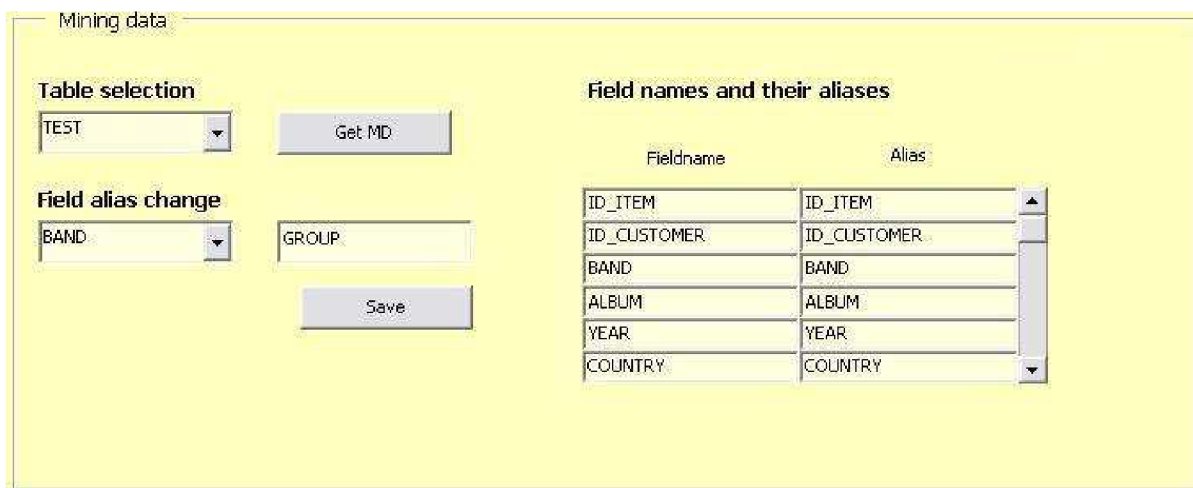 Mining data
Table selection
TEST
Get MD
Field alias change
BAND
GROUP
Save
Field names and their aliases
Fieldname Alias
ID_ITEM ID_ITEM
ID_CUSTOMER ID_CUSTOMER
BAND BAND
ALBUM ALBUM
YEAR YEAR
COUNTRY COUNTRY